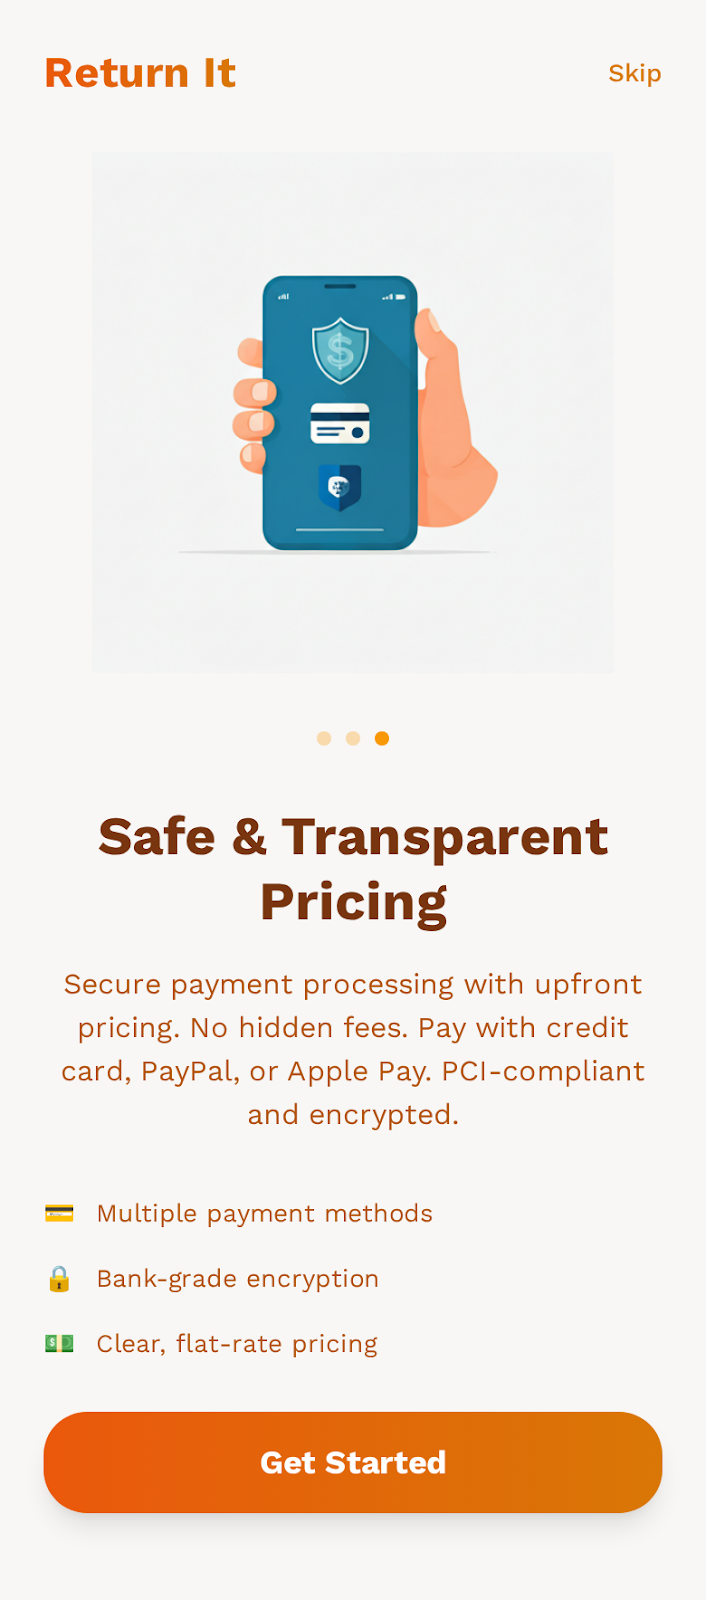 Return It
Skip
$
Safe & Transparent
Pricing
Secure payment processing with upfront
pricing. No hidden fees. Pay with credit
card, PayPal, or Apple Pay. PCI-compliant
and encrypted.
Multiple payment methods
Bank-grade encryption
Clear, flat-rate pricing
Get Started